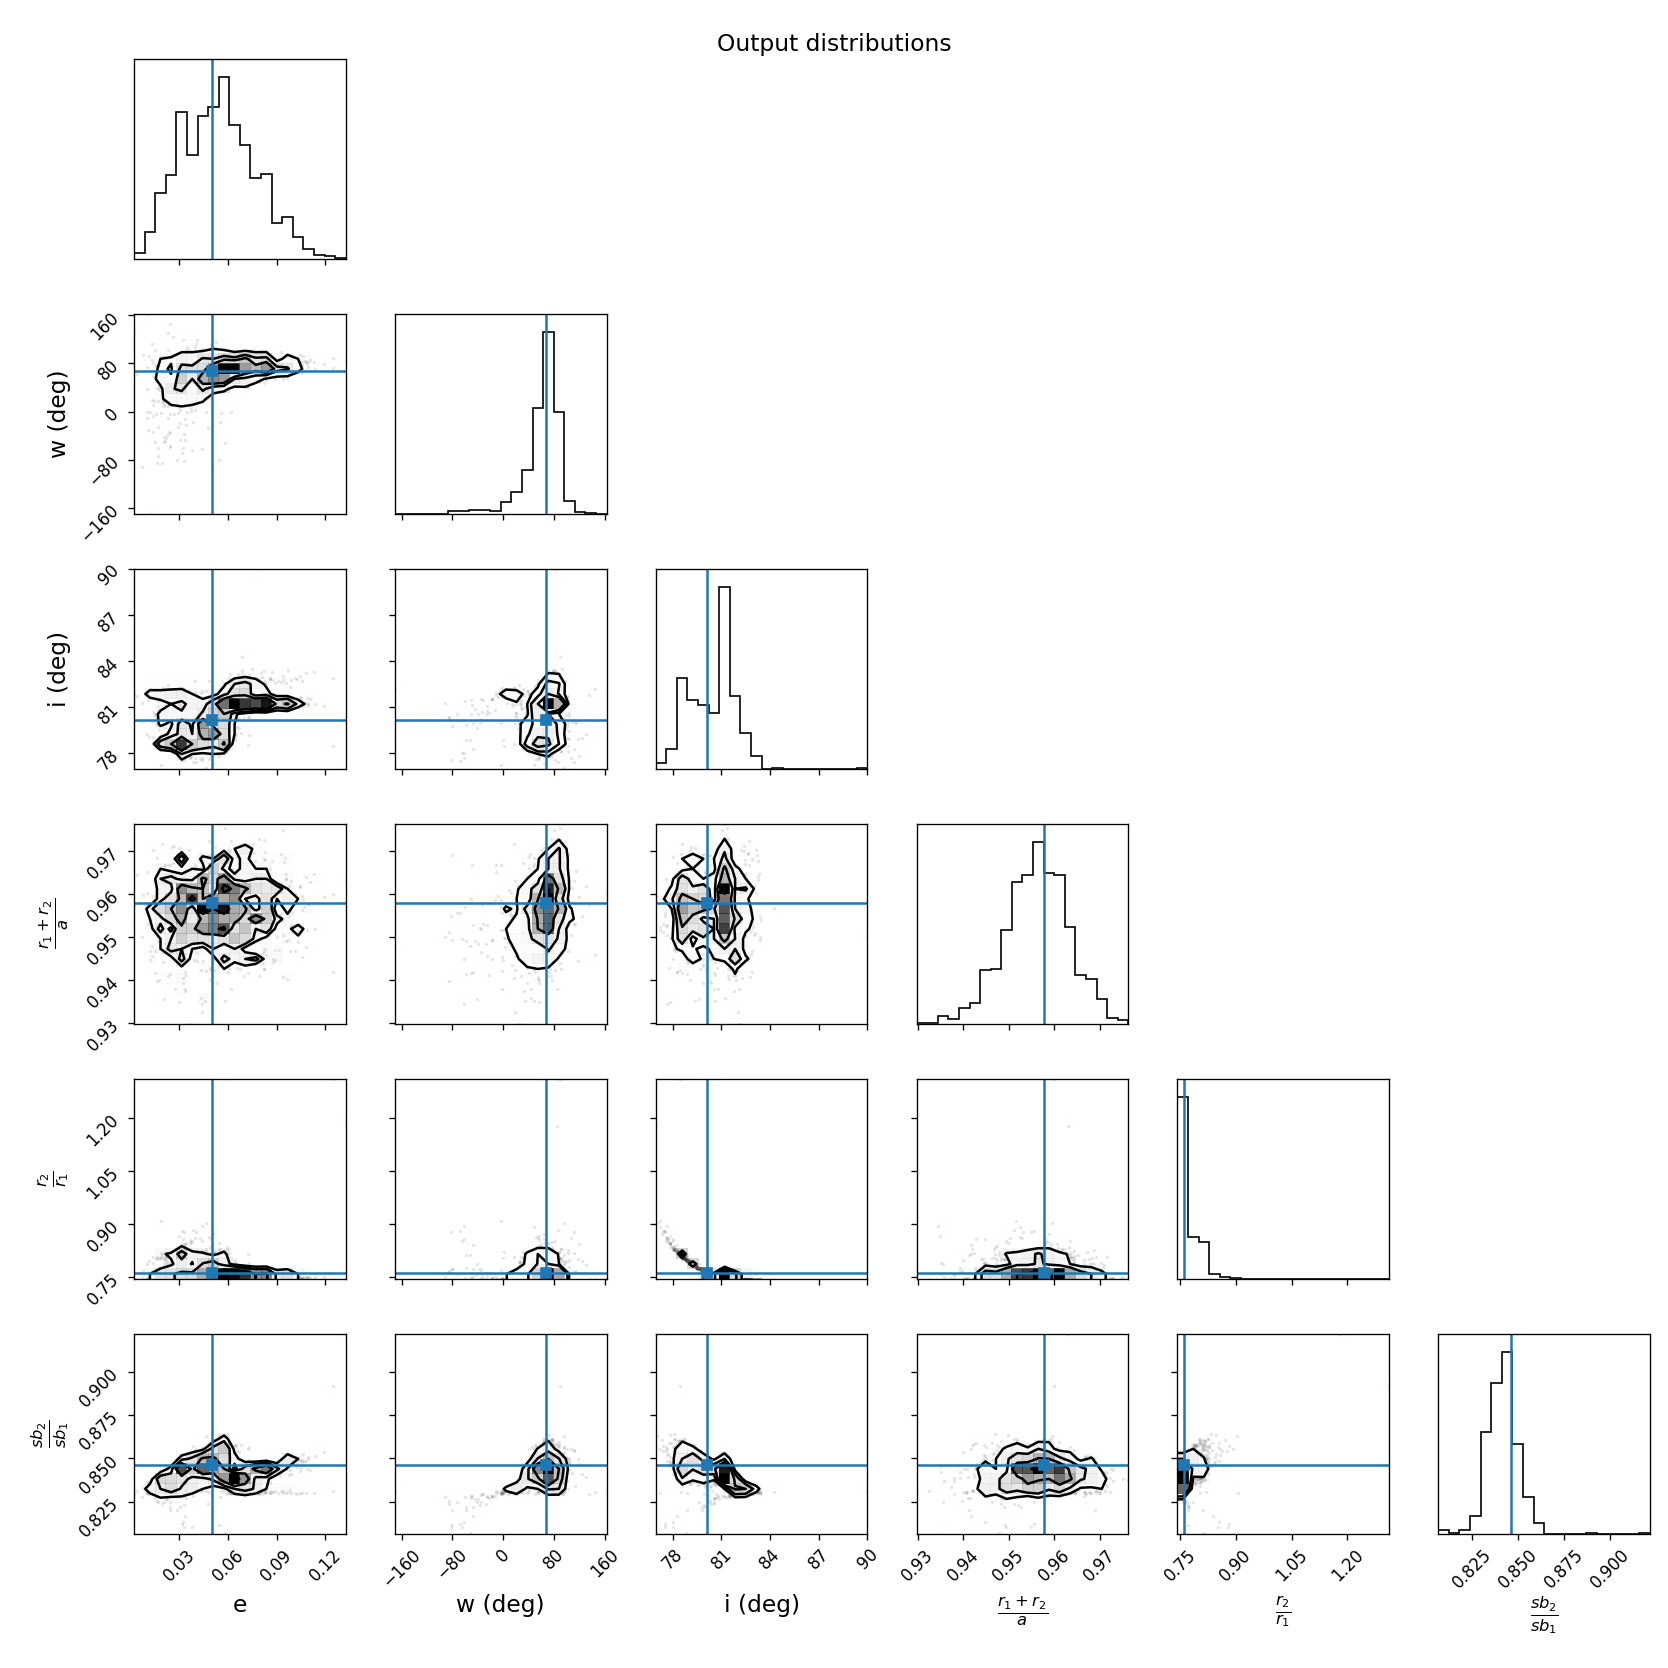 Output distributions
160
80
0
−80
−160
w (deg)
90
87
84
81
78
i (deg)
0.97
0.96
0.95
0.94
0.93
r₁ + r₂
a
1.20
1.05
0.90
0.75
r₂
r₁
0.900
0.875
0.850
0.825
sb₂
sb₁
0.03 0.06 0.09 0.12
e
−160 −80 0 80 160
w (deg)
78 81 84 87 90
i (deg)
0.93 0.94 0.95 0.96 0.97
r₁ + r₂
a
0.75 0.90 1.05 1.20
r₂
r₁
0.825 0.850 0.875 0.900
sb₂
sb₁